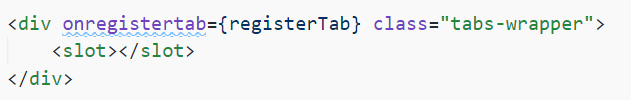 <div onregistertab={registerTab} class="tabs-wrapper">
    <slot></slot>
</div>